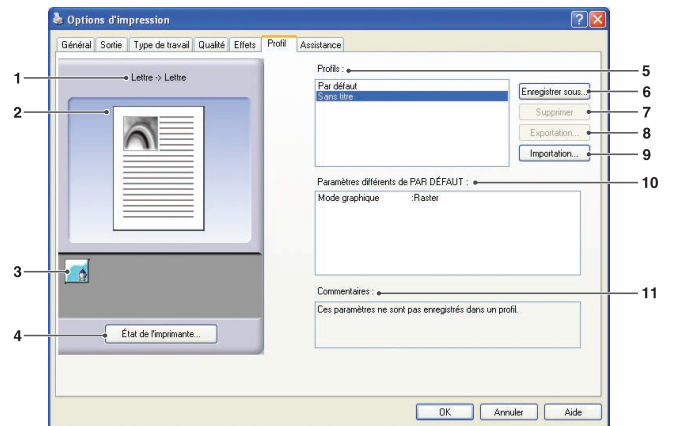 Options d'impression
Général Sortie Type de travail Qualité Effets Profil Assistance
1 Lettre -> Lettre
2
3
4 État de l'imprimante...
Profils : 5
Par défaut
Sans titre
Enregistrer sous... 6
Supprimer 7
Exportation... 8
Importation... 9
Paramètres différents de PAR DÉFAUT : 10
Mode graphique :Raster
Commentaires : 11
Ces paramètres ne sont pas enregistrés dans un profil.
OK Annuler Aide